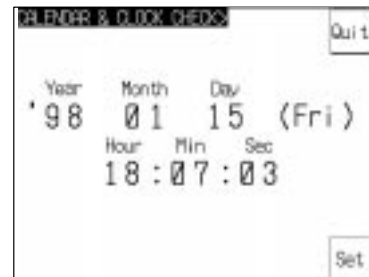 CALENDAR & CLOCK CHECK>
Quit
Year Month Day
'98 01 15 (Fri)
Hour Min Sec
18:07:03
Set